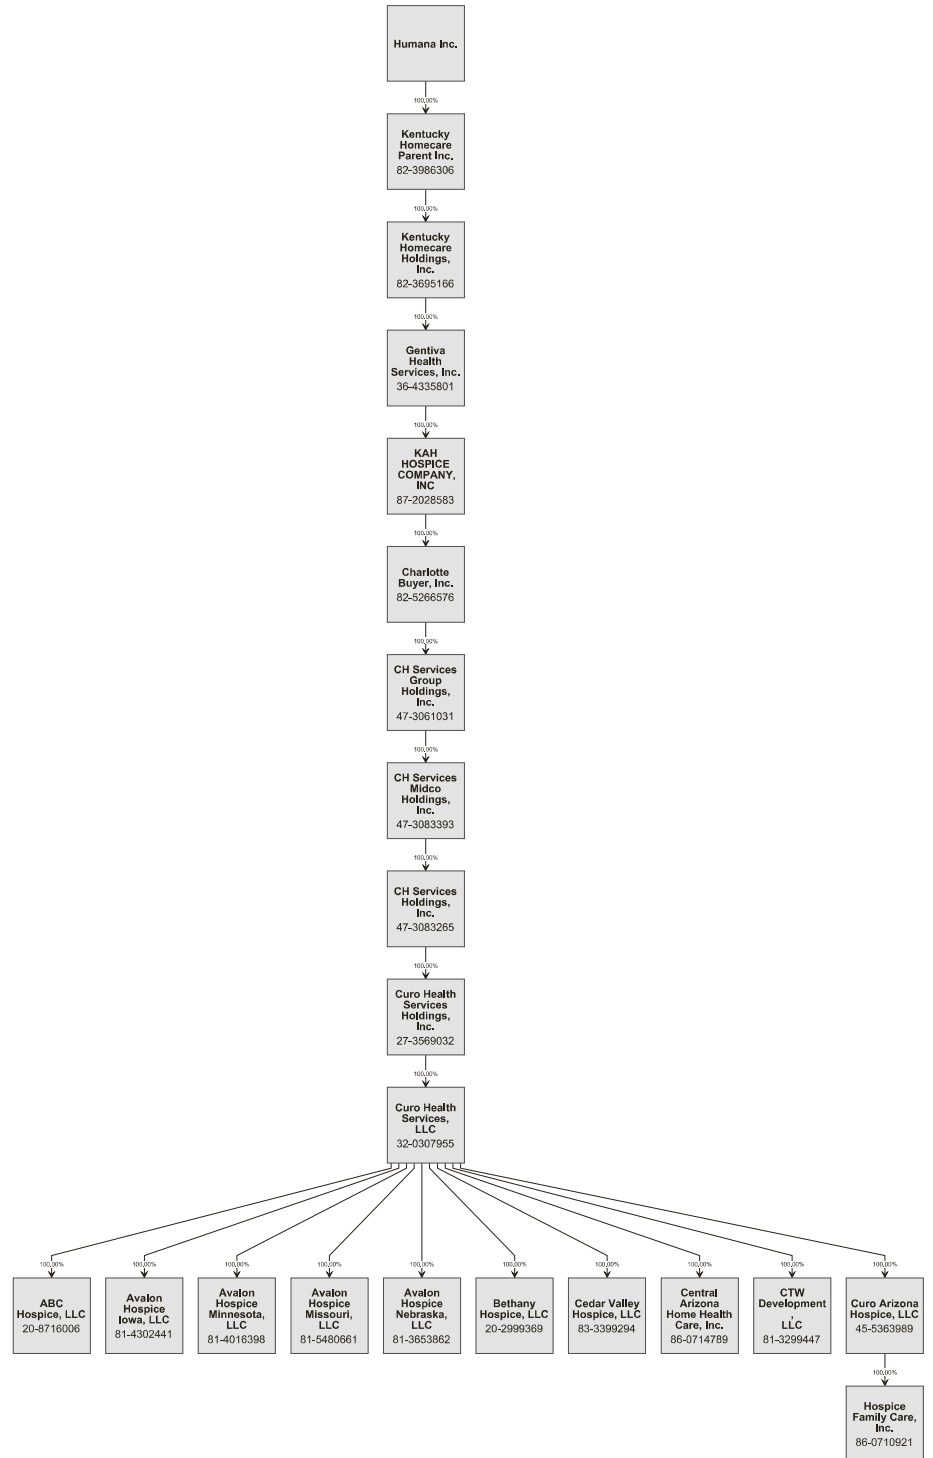 Humana Inc.
100.00%
Kentucky
Homecare
Parent Inc.
82-3986306
100.00%
Kentucky
Homecare
Holdings,
Inc.
82-3695166
100.00%
Gentiva
Health
Services, Inc.
36-4335801
100.00%
KAH
HOSPICE
COMPANY,
INC
87-2028583
100.00%
Charlotte
Buyer, Inc.
82-5266576
100.00%
CH Services
Group
Holdings,
Inc.
47-3061031
100.00%
CH Services
Midco
Holdings,
Inc.
47-3083393
100.00%
CH Services
Holdings,
Inc.
47-3083265
100.00%
Curo Health
Services
Holdings,
Inc.
27-3569032
100.00%
Curo Health
Services,
LLC
32-0307955
100.00%
ABC
Hospice, LLC
20-8716006
100.00%
Avalon
Hospice
Iowa, LLC
81-4302441
100.00%
Avalon
Hospice
Minnesota,
LLC
81-4016398
100.00%
Avalon
Hospice
Missouri,
LLC
81-5480661
100.00%
Avalon
Hospice
Nebraska,
LLC
81-3653862
100.00%
Bethany
Hospice, LLC
20-2999369
100.00%
Cedar Valley
Hospice, LLC
83-3399294
100.00%
Central
Arizona
Home Health
Care, Inc.
86-0714789
100.00%
CTW
Development
,
LLC
81-3299447
100.00%
Curo Arizona
Hospice, LLC
45-5363989
100.00%
Hospice
Family Care,
Inc.
86-0710921